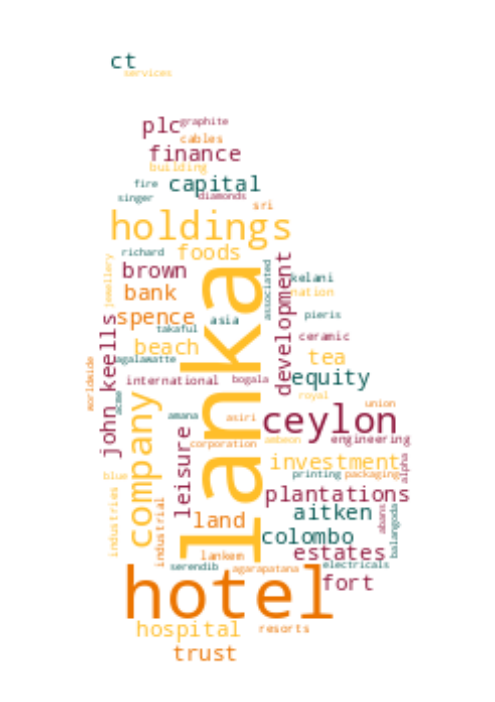 ct
services
plc
graphite
cables
finance
building
fire
capital
singer
diamonds
sri
holdings
richard
foods
brown
associated
kelani
jewellery
bank
development
nation
lanka
spence
asia
pieris
takaful
john keells
beach
ceramic
agalawatte
tea
worldwide
international
bogala
equity
acme
royal
company
amana
asiri
ceylon
union
leisure
corporation
ambeon
engineering
investment
alpha
blue
printing
packaging
industries
industrial
plantations
land
aitken
abans
balangoda
colombo
lankem
estates
serendib
agarapatana
electricals
hotel
fort
hospital
resorts
trust